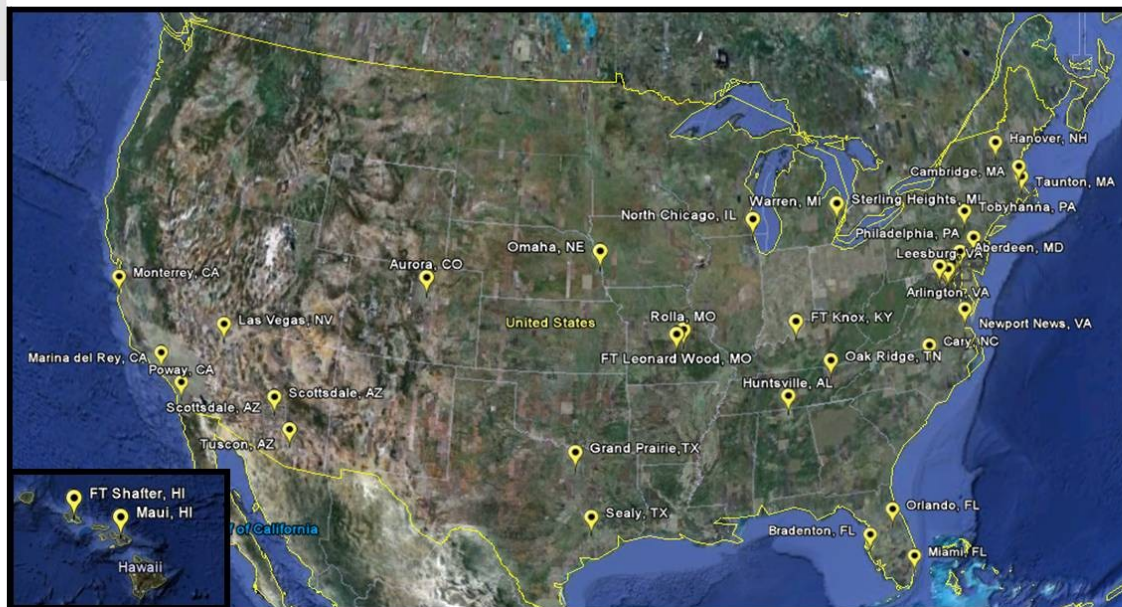 Hanover, NH
Cambridge, MA
Taunton, MA
Warren, MI
Sterling Heights, MI
Tobyhanna, PA
North Chicago, IL
Philadelphia, PA
Omaha, NE
Aberdeen, MD
Leesburg, VA
Aurora, CO
Monterrey, CA
Arlington, VA
Las Vegas, NV
United States
Rolla, MO
FT Knox, KY
Newport News, VA
FT Leonard Wood, MO
Cary, NC
Marina del Rey, CA
Oak Ridge, TN
Poway, CA
Huntsville, AL
Scottsdale, AZ
Scottsdale, AZ
Tuscon, AZ
Grand Prairie,TX
FT Shafter, HI
Maui, HI
Orlando, FL
Sealy, TX
f of California
Bradenton, FL
Miami, FL
Hawaii